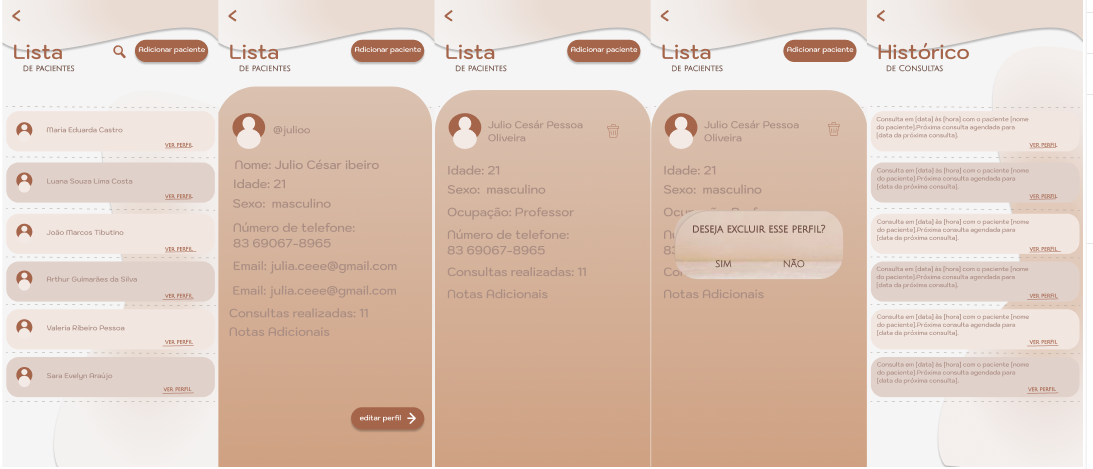 Lista
DE PACIENTES
Adicionar paciente
Maria Eduarda Castro
VER PERFIL
Luana Souza Lima Costa
VER PERFIL
João Marcos Tibutino
VER PERFIL
Arthur Guimarães da Silva
VER PERFIL
Valeria Ribeiro Pessoa
VER PERFIL
Sara Evelyn Araújo
VER PERFIL
Lista
DE PACIENTES
Adicionar paciente
@julioo
Nome: Julio César ibeiro
Idade: 21
Sexo: masculino
Número de telefone:
83 69067-8965
Email: julia.ceee@gmail.com
Email: julia.ceee@gmail.com
Consultas realizadas: 11
Notas Adicionais
editar perfil
Lista
DE PACIENTES
Adicionar paciente
Julio Cesár Pessoa
Oliveira
Idade: 21
Sexo: masculino
Ocupação: Professor
Número de telefone:
83 69067-8965
Consultas realizadas: 11
Notas Adicionais
Lista
DE PACIENTES
Adicionar paciente
Julio Cesár Pessoa
Oliveira
Idade: 21
Sexo: masculino
DESEJA EXCLUIR ESSE PERFIL?
SIM NÃO
Notas Adicionais
Histórico
DE CONSULTAS
Consulta em [data] às [hora] com o paciente [nome
do paciente].Próxima consulta agendada para
[data da próxima consulta].
VER PERFIL
Consulta em [data] às [hora] com o paciente [nome
do paciente].Próxima consulta agendada para
[data da próxima consulta].
VER PERFIL
Consulta em [data] às [hora] com o paciente [nome
do paciente].Próxima consulta agendada para
[data da próxima consulta].
VER PERFIL
Consulta em [data] às [hora] com o paciente [nome
do paciente].Próxima consulta agendada para
[data da próxima consulta].
VER PERFIL
Consulta em [data] às [hora] com o paciente [nome
do paciente].Próxima consulta agendada para
[data da próxima consulta].
VER PERFIL
Consulta em [data] às [hora] com o paciente [nome
do paciente].Próxima consulta agendada para
[data da próxima consulta].
VER PERFIL